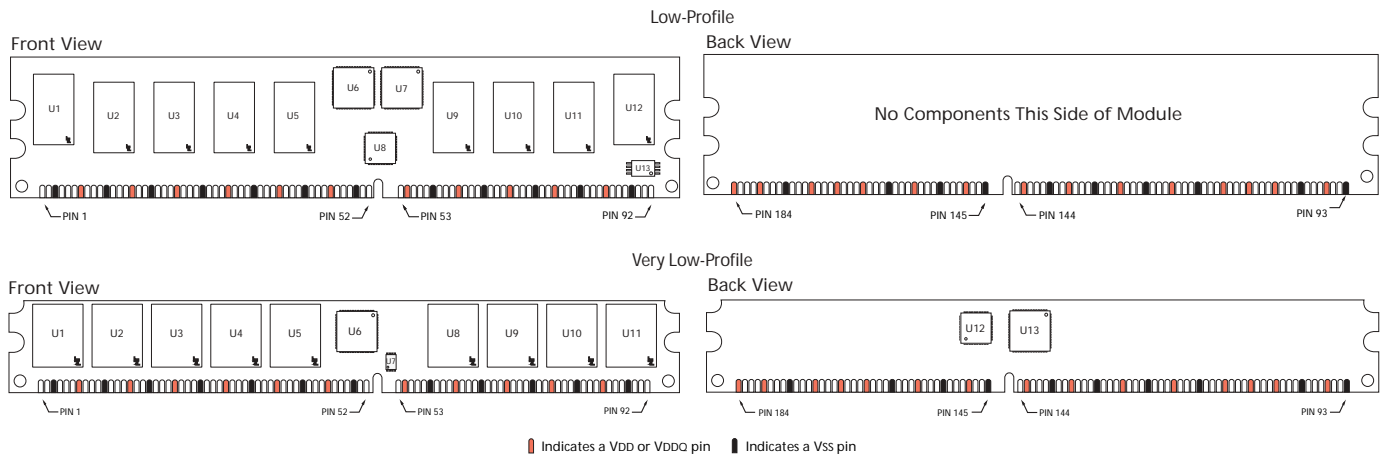 Low-Profile
Front View
Back View
U1
U2
U3
U4
U5
U6
U7
U8
U9
U10
U11
U12
U13
No Components This Side of Module
PIN 1
PIN 52
PIN 53
PIN 92
PIN 184
PIN 145
PIN 144
PIN 93
Very Low-Profile
Front View
Back View
U1
U2
U3
U4
U5
U6
U7
U8
U9
U10
U11
U12
U13
PIN 1
PIN 52
PIN 53
PIN 92
PIN 184
PIN 145
PIN 144
PIN 93
Indicates a VDD or VDDQ pin
Indicates a VSS pin